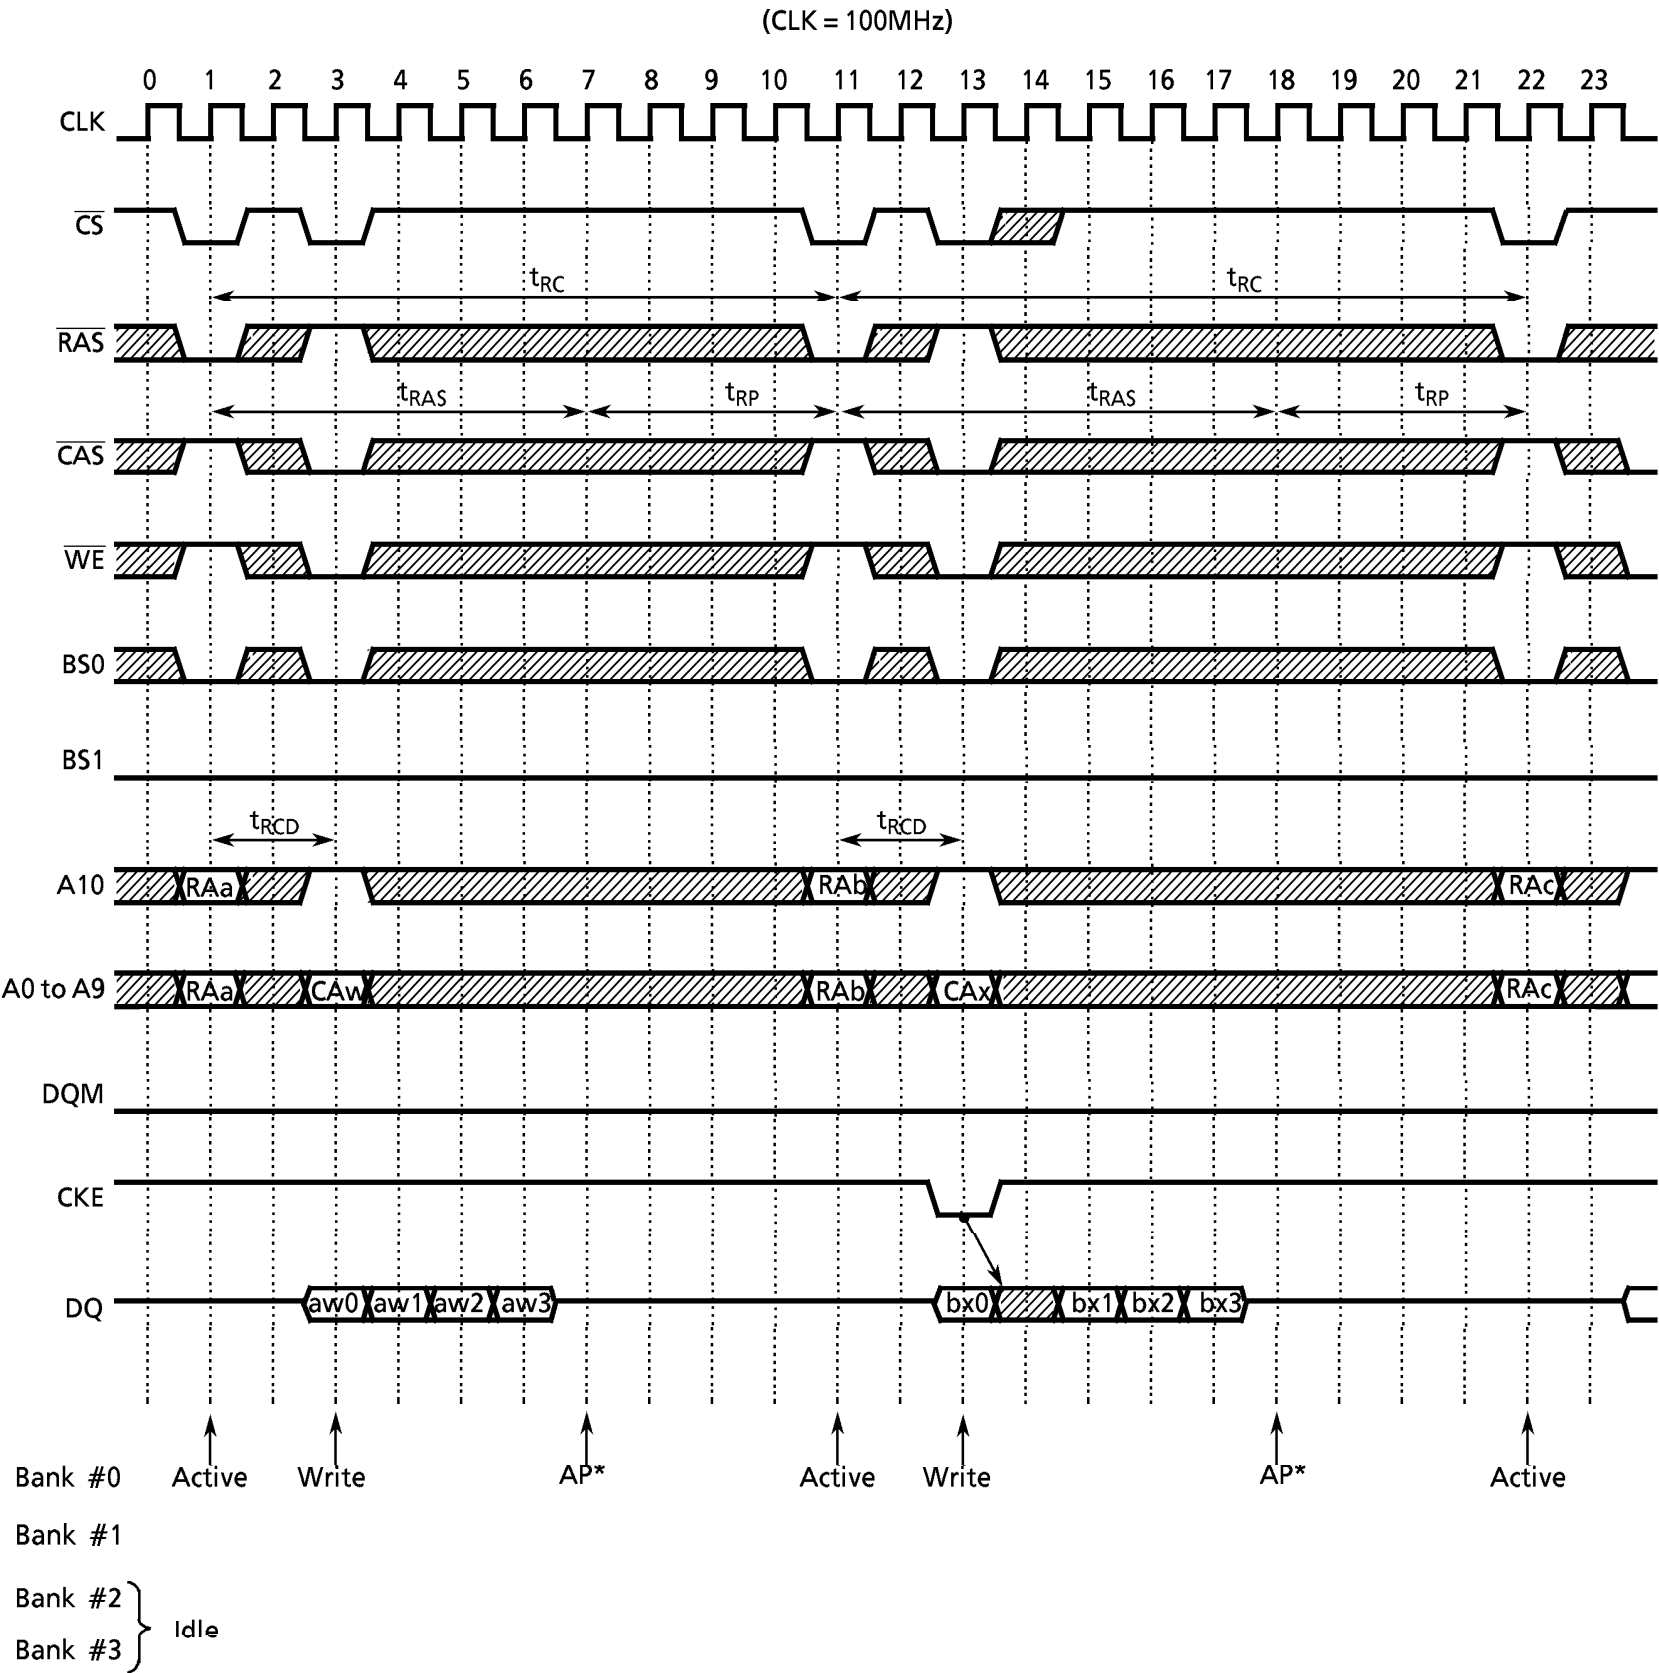 (CLK = 100MHz)
0 1 2 3 4 5 6 7 8 9 10 11 12 13 14 15 16 17 18 19 20 21 22 23
CLK
CS
tRC tRC
RAS
tRAS tRP tRAS tRP
CAS
WE
BS0
BS1
tRCD tRCD
A10 RAa RAb RAc
A0 to A9 RAa CAw RAb CAx RAc
DQM
CKE
DQ aw0 aw1 aw2 aw3 bx0 bx1 bx2 bx3
Bank #0 Active Write AP* Active Write AP* Active
Bank #1
Bank #2
Idle
Bank #3